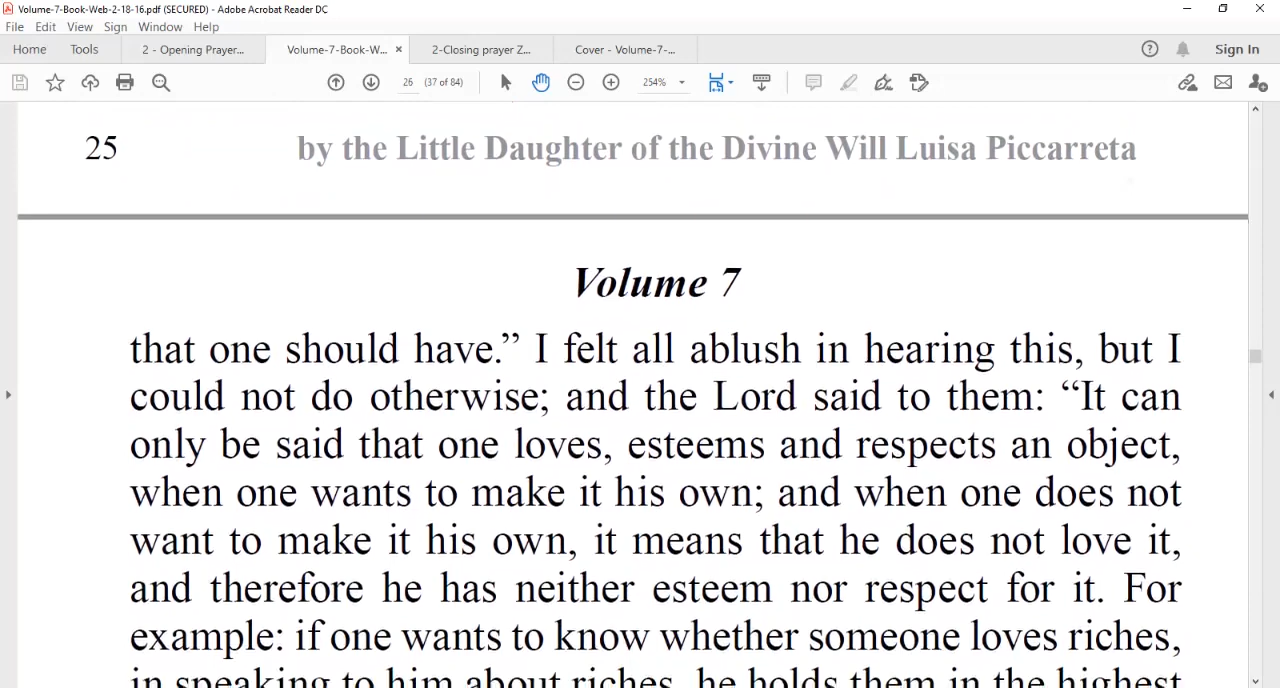 Volume-7-Book-Web-2-18-16.pdf (SECURED) - Adobe Acrobat Reader DC
File Edit View Sign Window Help
Home Tools 2 - Opening Prayer... Volume-7-Book-W... × 2-Closing prayer Z... Cover - Volume-7-... Sign In
26 (37 of 84) 254%
25 by the Little Daughter of the Divine Will Luisa Piccarreta
Volume 7
that one should have.” I felt all ablush in hearing this, but I
could not do otherwise; and the Lord said to them: “It can
only be said that one loves, esteems and respects an object,
when one wants to make it his own; and when one does not
want to make it his own, it means that he does not love it,
and therefore he has neither esteem nor respect for it. For
example: if one wants to know whether someone loves riches,
in speaking to him about riches, he holds them in the highest